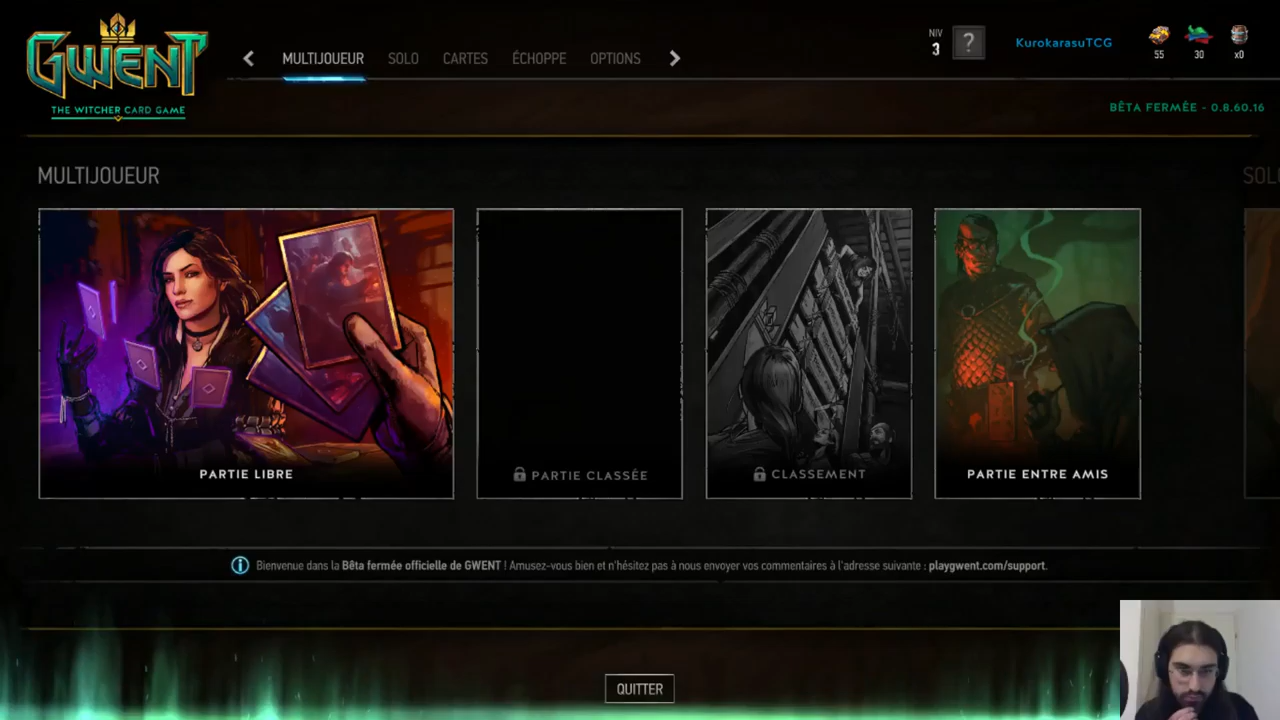 GWENT
THE WITCHER CARD GAME
MULTIJOUEUR SOLO CARTES ÉCHOPPE OPTIONS
NIV
3
?
KurokarasuTCG
55 30 x0
BÊTA FERMÉE - 0.8.60.16
MULTIJOUEUR
SOL
PARTIE LIBRE
PARTIE CLASSÉE
CLASSEMENT
PARTIE ENTRE AMIS
Bienvenue dans la Bêta fermée officielle de GWENT ! Amusez-vous bien et n'hésitez pas à nous envoyer vos commentaires à l'adresse suivante : playgwent.com/support.
QUITTER